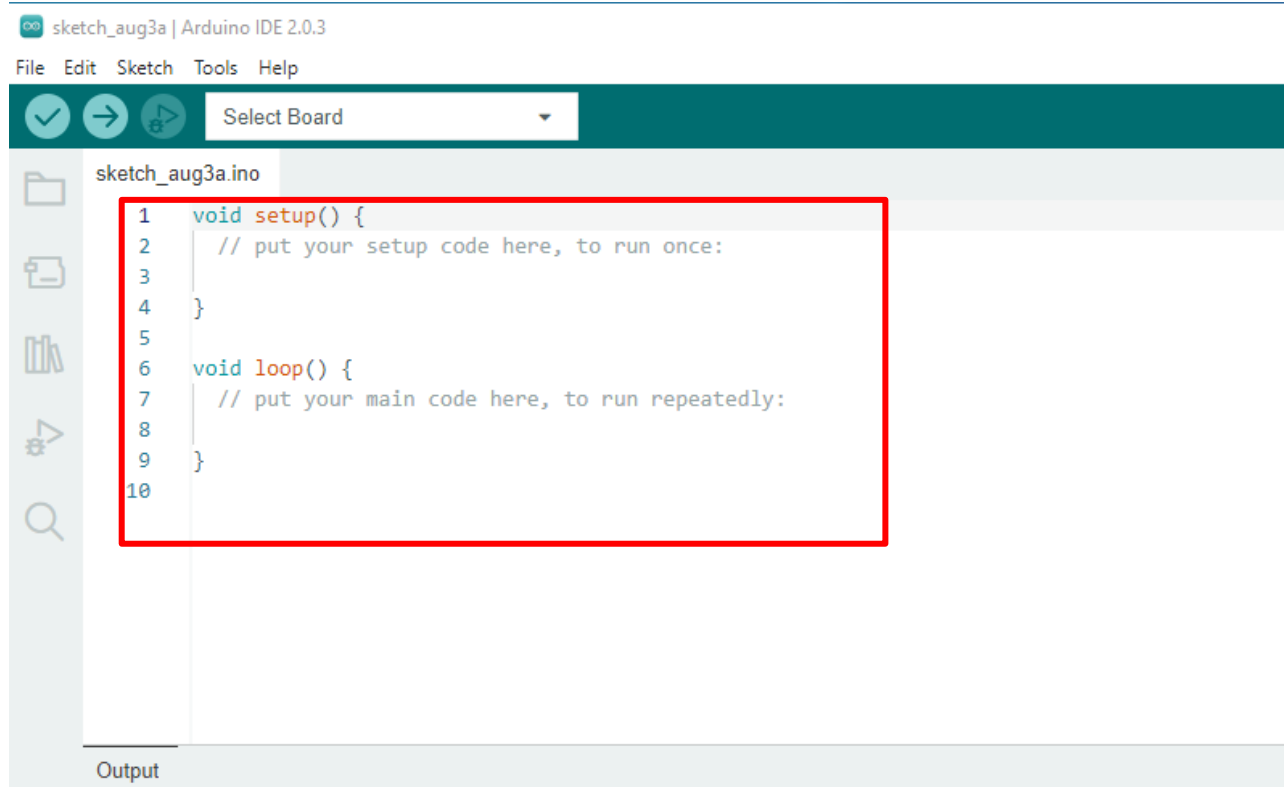 sketch_aug3a | Arduino IDE 2.0.3
File Edit Sketch Tools Help
Select Board
sketch_aug3a.ino
1 void setup() {
2 // put your setup code here, to run once:
3
4 }
5
6 void loop() {
7 // put your main code here, to run repeatedly:
8
9 }
10
Output